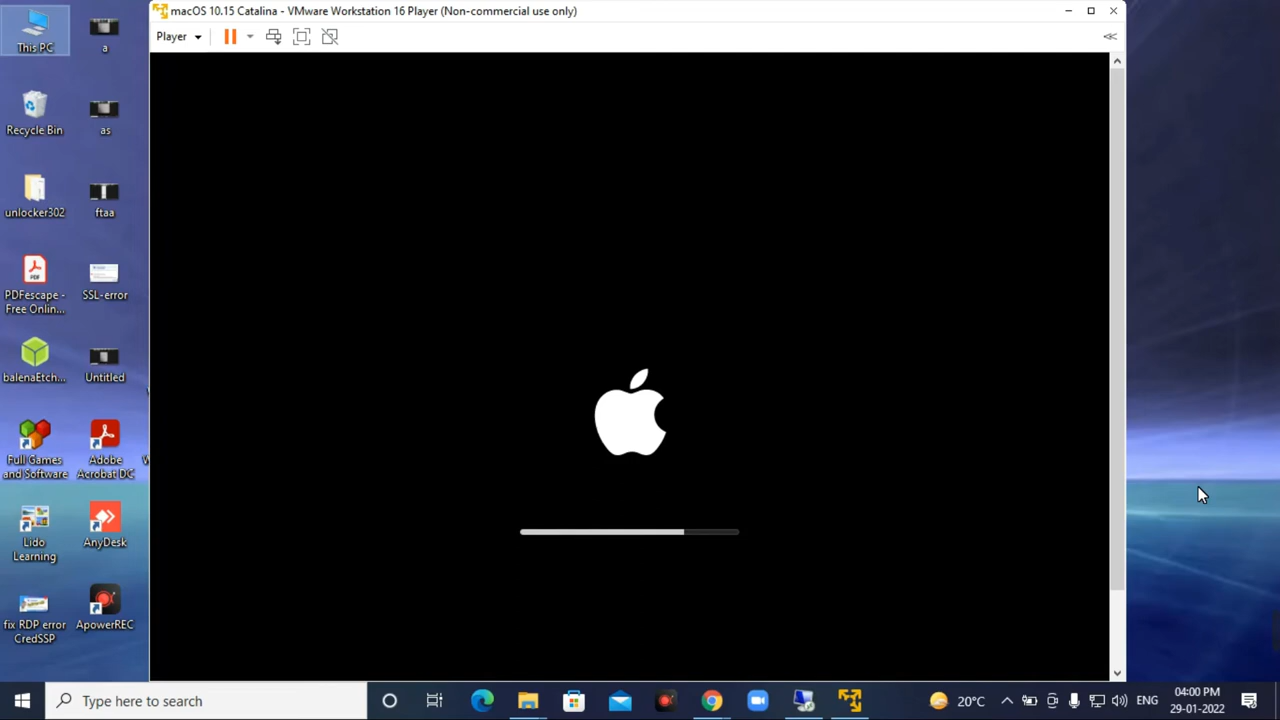 macOS 10.15 Catalina - VMware Workstation 16 Player (Non-commercial use only)
Player
This PC
a
Recycle Bin
as
unlocker302
ftaa
PDFescape -
Free Onlin...
SSL-error
balenaEtch...
Untitled
Full Games
and Software
Adobe
Acrobat DC
Lido
Learning
AnyDesk
fix RDP error
CredSSP
ApowerREC
Type here to search
20°C
ENG
04:00 PM
29-01-2022